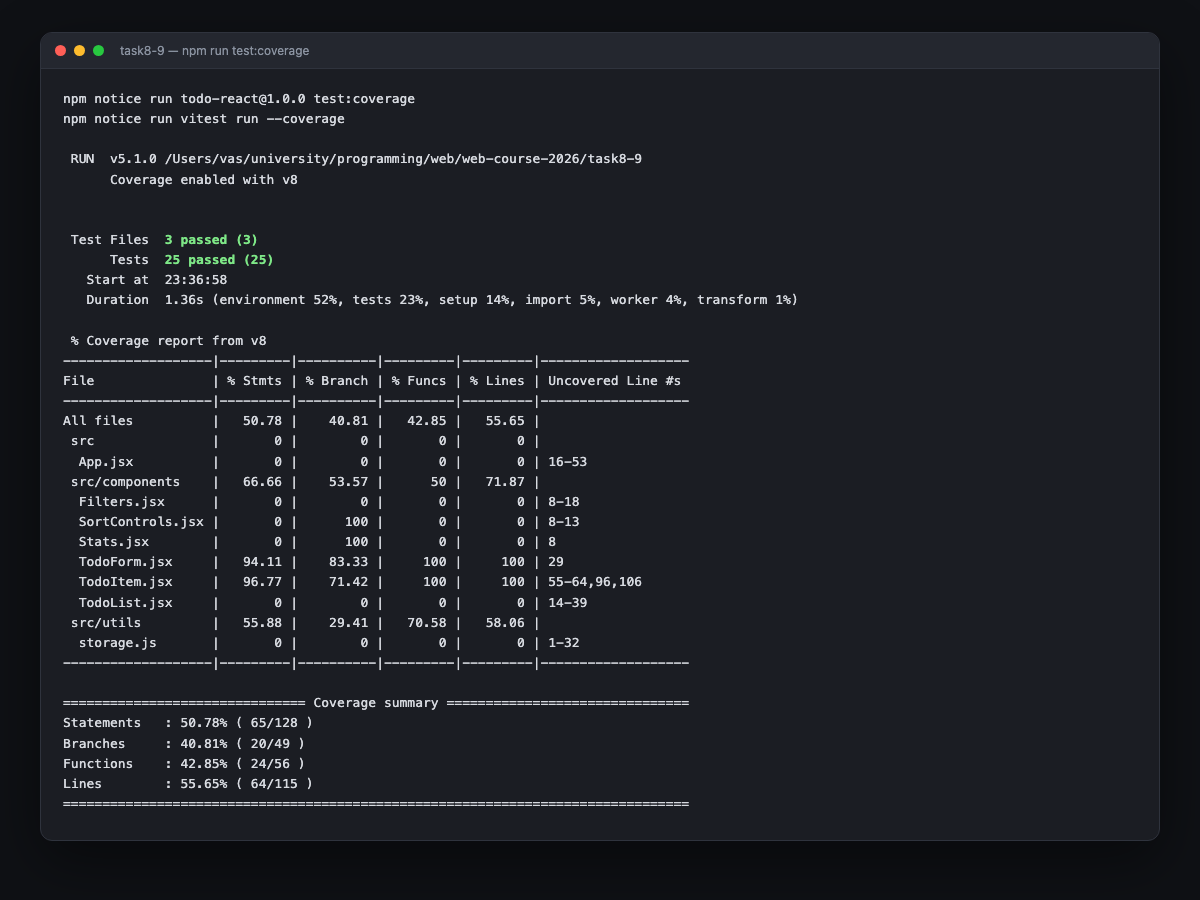 task8-9 — npm run test:coverage
npm notice run todo-react@1.0.0 test:coverage
npm notice run vitest run --coverage
RUN  v5.1.0 /Users/vas/university/programming/web/web-course-2026/task8-9
Coverage enabled with v8
Test Files  3 passed (3)
Tests  25 passed (25)
Start at  23:36:58
Duration  1.36s (environment 52%, tests 23%, setup 14%, import 5%, worker 4%, transform 1%)
% Coverage report from v8
-------------------|---------|----------|---------|---------|-------------------
File               | % Stmts | % Branch | % Funcs | % Lines | Uncovered Line #s
-------------------|---------|----------|---------|---------|-------------------
All files          |   50.78 |    40.81 |   42.85 |   55.65 |
 src               |       0 |        0 |       0 |       0 |
  App.jsx          |       0 |        0 |       0 |       0 | 16-53
 src/components    |   66.66 |    53.57 |      50 |   71.87 |
  Filters.jsx      |       0 |        0 |       0 |       0 | 8-18
  SortControls.jsx |       0 |      100 |       0 |       0 | 8-13
  Stats.jsx        |       0 |      100 |       0 |       0 | 8
  TodoForm.jsx     |   94.11 |    83.33 |     100 |     100 | 29
  TodoItem.jsx     |   96.77 |    71.42 |     100 |     100 | 55-64,96,106
  TodoList.jsx     |       0 |        0 |       0 |       0 | 14-39
 src/utils         |   55.88 |    29.41 |   70.58 |   58.06 |
  storage.js       |       0 |        0 |       0 |       0 | 1-32
-------------------|---------|----------|---------|---------|-------------------
=============================== Coverage summary ===============================
Statements   : 50.78% ( 65/128 )
Branches     : 40.81% ( 20/49 )
Functions    : 42.85% ( 24/56 )
Lines        : 55.65% ( 64/115 )
================================================================================